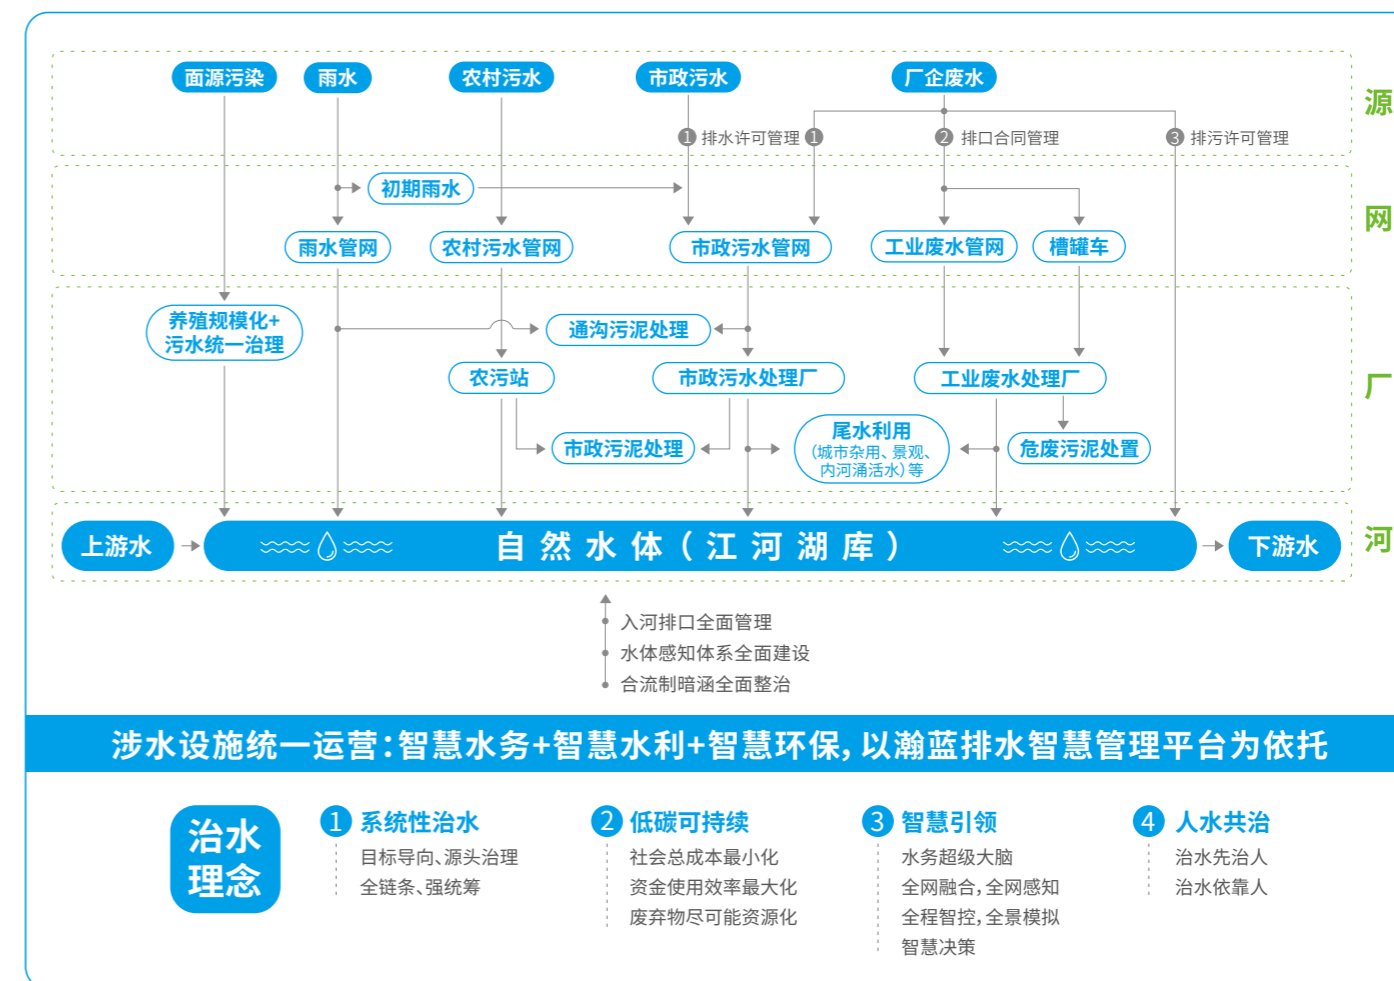 面源污染
雨水
农村污水
市政污水
厂企废水
源
1 排水许可管理 1
2 排口合同管理
3 排污许可管理
初期雨水
网
雨水管网
农村污水管网
市政污水管网
工业废水管网
槽罐车
养殖规模化+
污水统一治理
通沟污泥处理
农污站
市政污水处理厂
工业废水处理厂
厂
市政污泥处理
尾水利用
(城市杂用、景观、
内河涌活水)等
危废污泥处置
上游水
自然水体(江河湖库)
下游水
河
入河排口全面管理
水体感知体系全面建设
合流制暗涵全面整治
涉水设施统一运营:智慧水务+智慧水利+智慧环保,以瀚蓝排水智慧管理平台为依托
治水
理念
1 系统性治水
目标导向、源头治理
全链条、强统筹
2 低碳可持续
社会总成本最小化
资金使用效率最大化
废弃物尽可能资源化
3 智慧引领
水务超级大脑
全网融合,全网感知
全程智控,全景模拟
智慧决策
4 人水共治
治水先治人
治水依靠人